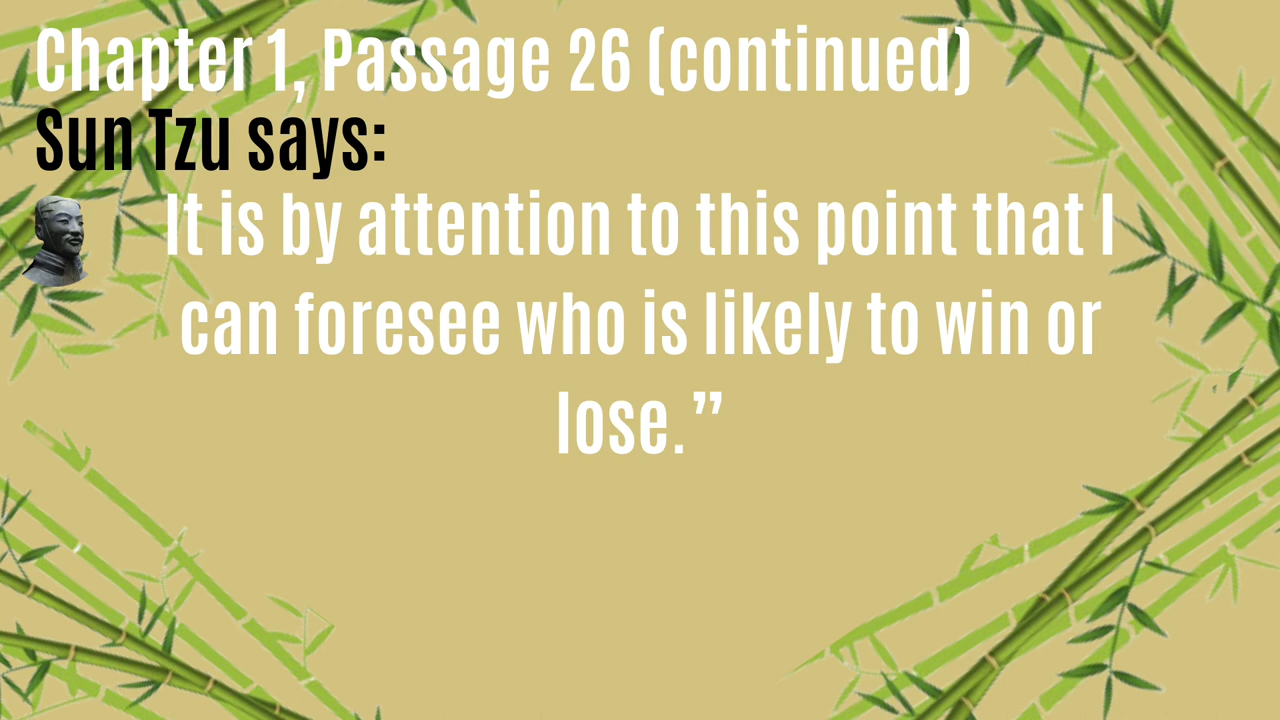 Chapter 1, Passage 26 (continued)
Sun Tzu says:
It is by attention to this point that I
can foresee who is likely to win or
lose.”